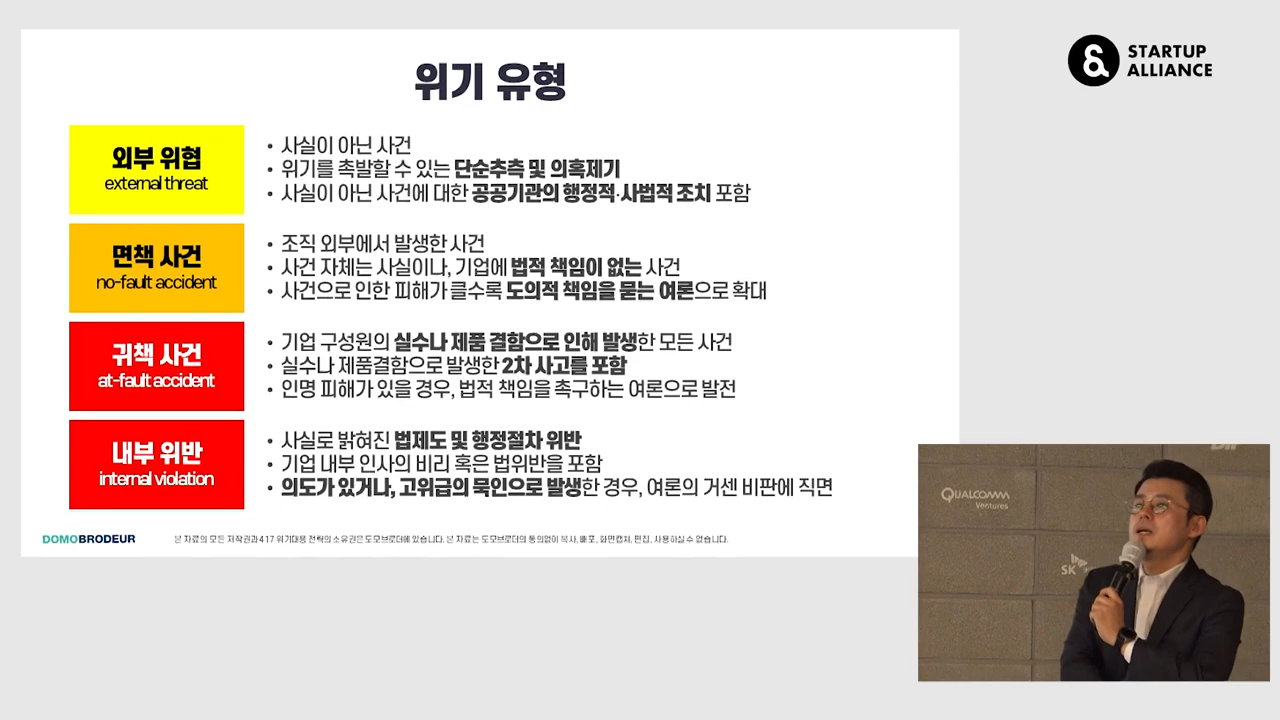 위기 유형
외부 위협
external threat
• 사실이 아닌 사건
• 위기를 촉발할 수 있는 단순추측 및 의혹제기
• 사실이 아닌 사건에 대한 공공기관의 행정적·사법적 조치 포함
면책 사건
no-fault accident
• 조직 외부에서 발생한 사건
• 사건 자체는 사실이나, 기업에 법적 책임이 없는 사건
• 사건으로 인한 피해가 클수록 도의적 책임을 묻는 여론으로 확대
귀책 사건
at-fault accident
• 기업 구성원의 실수나 제품 결함으로 인해 발생한 모든 사건
• 실수나 제품결함으로 발생한 2차 사고를 포함
• 인명 피해가 있을 경우, 법적 책임을 촉구하는 여론으로 발전
내부 위반
internal violation
• 사실로 밝혀진 법제도 및 행정절차 위반
• 기업 내부 인사의 비리 혹은 법위반을 포함
• 의도가 있거나, 고위급의 묵인으로 발생한 경우, 여론의 거센 비판에 직면
DOMOBRODEUR
본 자료의 모든 저작권과 417 위기대응 전략의 소유권은 도모브로더에 있습니다. 본 자료는 도모브로더의 동의없이 복사, 배포, 화면캡처, 편집, 사용하실 수 없습니다.
STARTUP
ALLIANCE
QUALCOMM
Ventures
SK